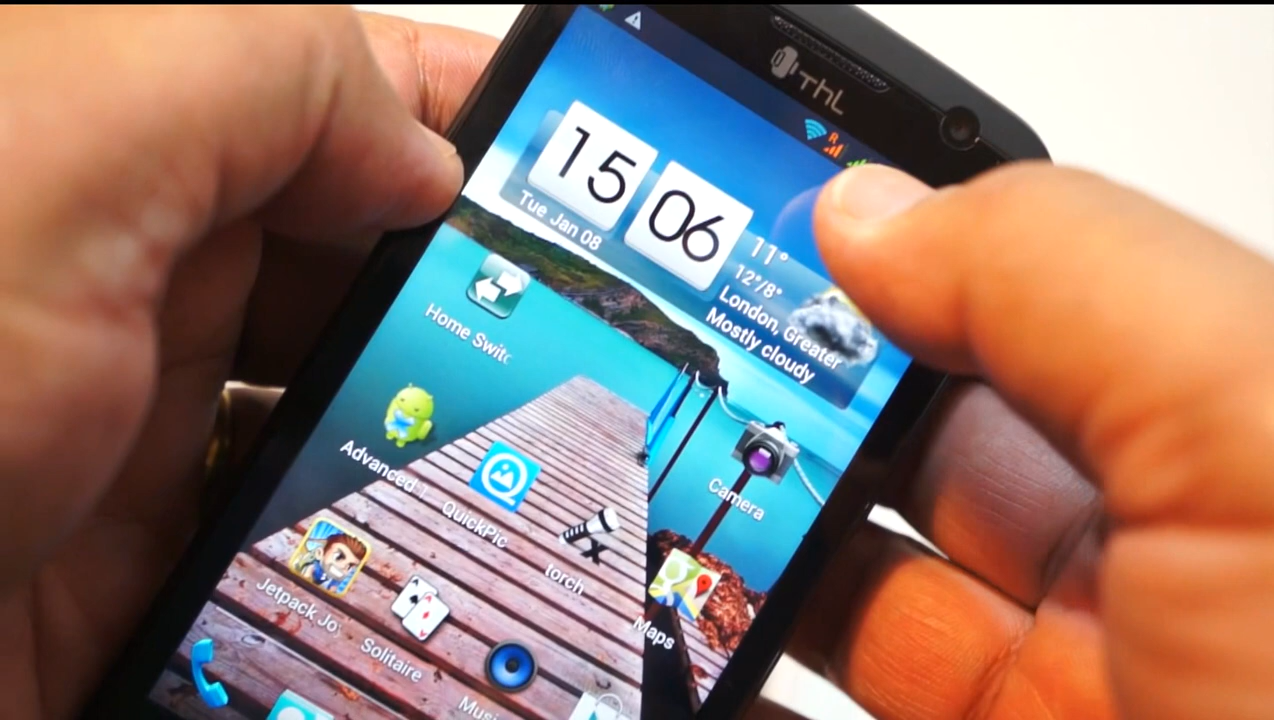 ThL
R
15
06
Tue Jan 08
11°
12°/8°
London, Greater
Mostly cloudy
Home Switc
Advanced T
QuickPic
torch
Camera
Jetpack Jo
Solitaire
Maps
Musi